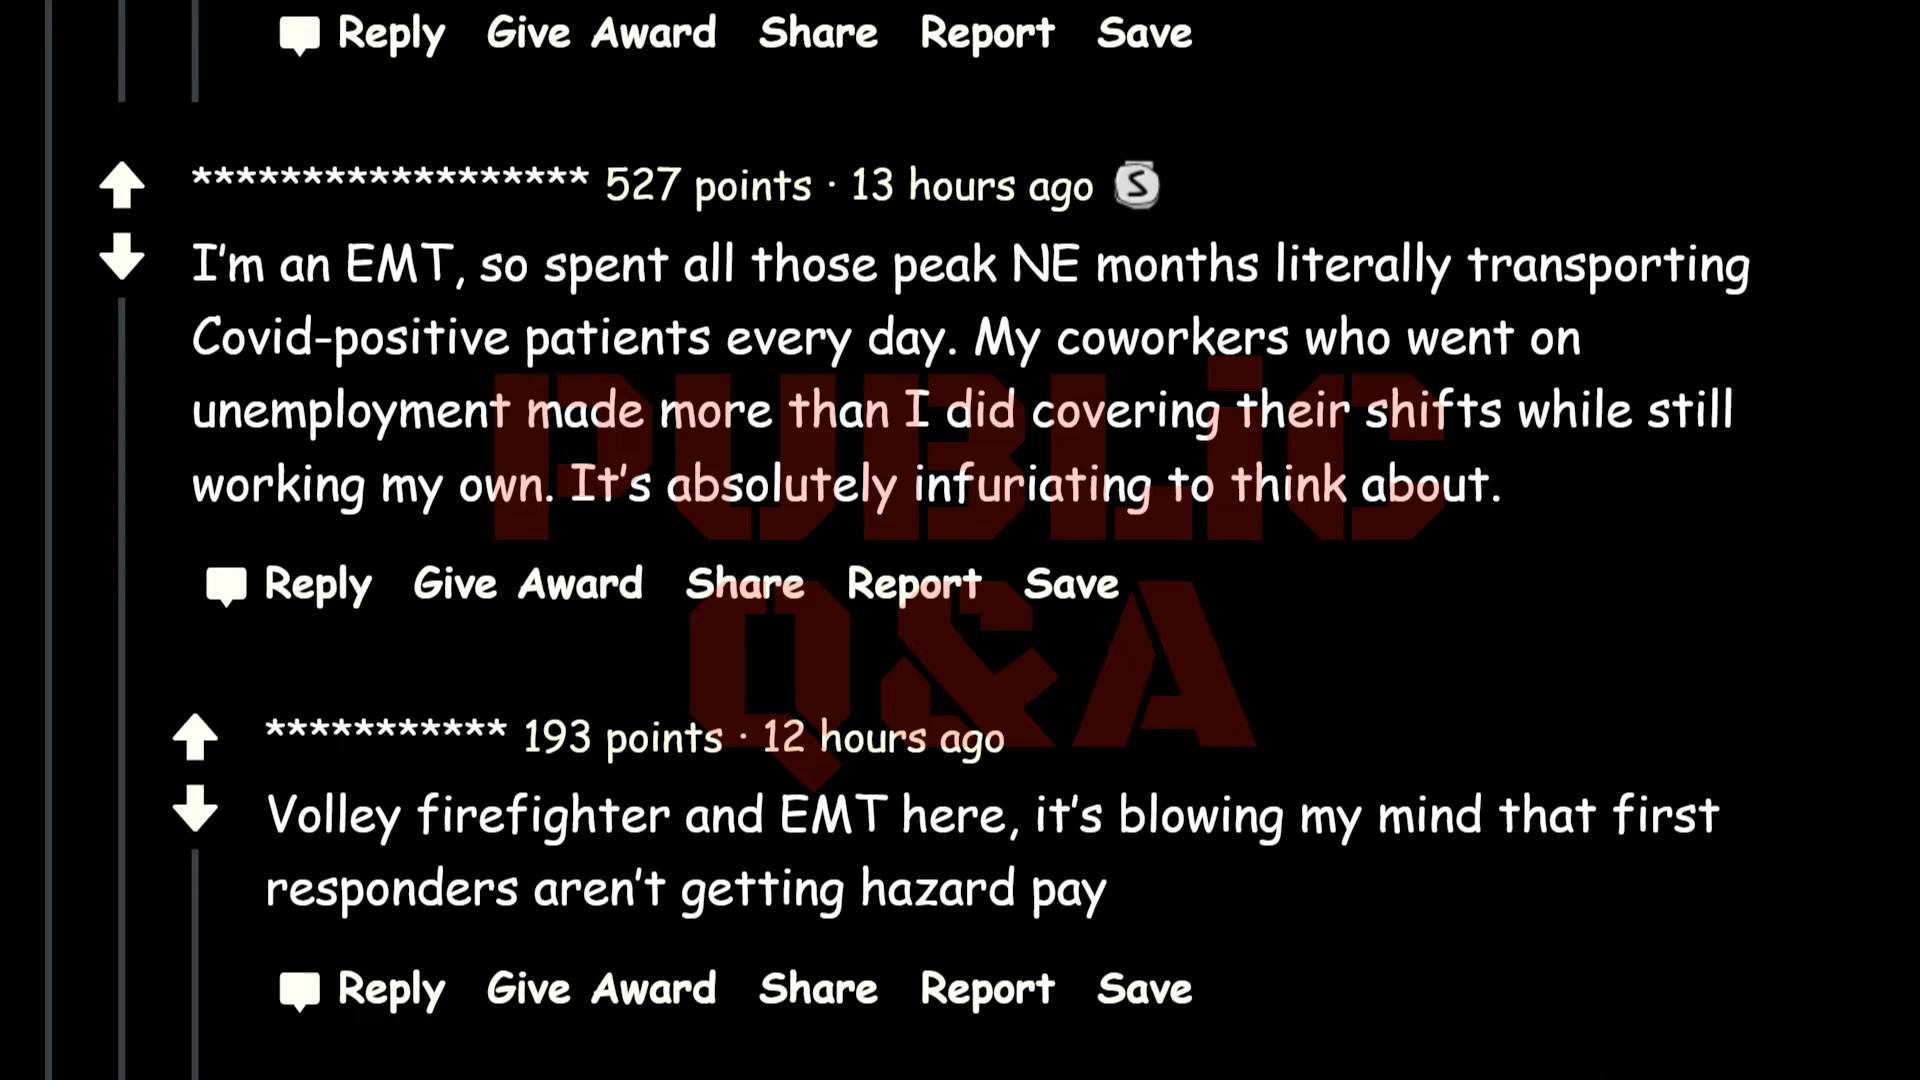 Reply Give Award Share Report Save
****************** 527 points · 13 hours ago S
I'm an EMT, so spent all those peak NE months literally transporting
Covid-positive patients every day. My coworkers who went on
unemployment made more than I did covering their shifts while still
working my own. It's absolutely infuriating to think about.
PUBLiC
Reply Give Award Share Report Save
Q&A
*********** 193 points · 12 hours ago
Volley firefighter and EMT here, it's blowing my mind that first
responders aren't getting hazard pay
Reply Give Award Share Report Save